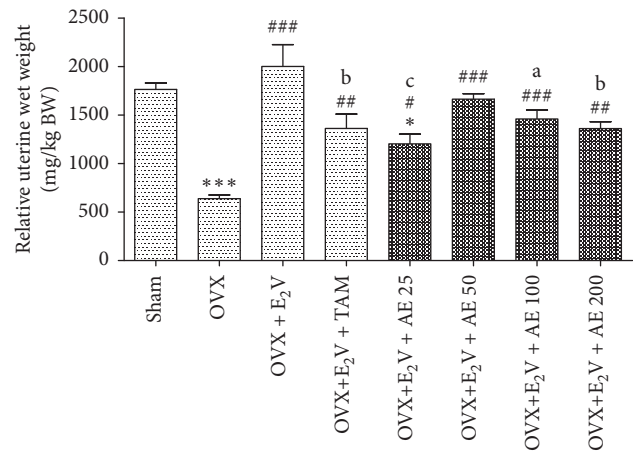 Relative uterine wet weight
(mg/kg BW)
2500
2000
1500
1000
500
0
***
###
b
##
c
#
*
###
a
###
b
##
Sham
OVX
OVX + E₂V
OVX+E₂V + TAM
OVX+E₂V + AE 25
OVX+E₂V + AE 50
OVX+E₂V + AE 100
OVX+E₂V + AE 200